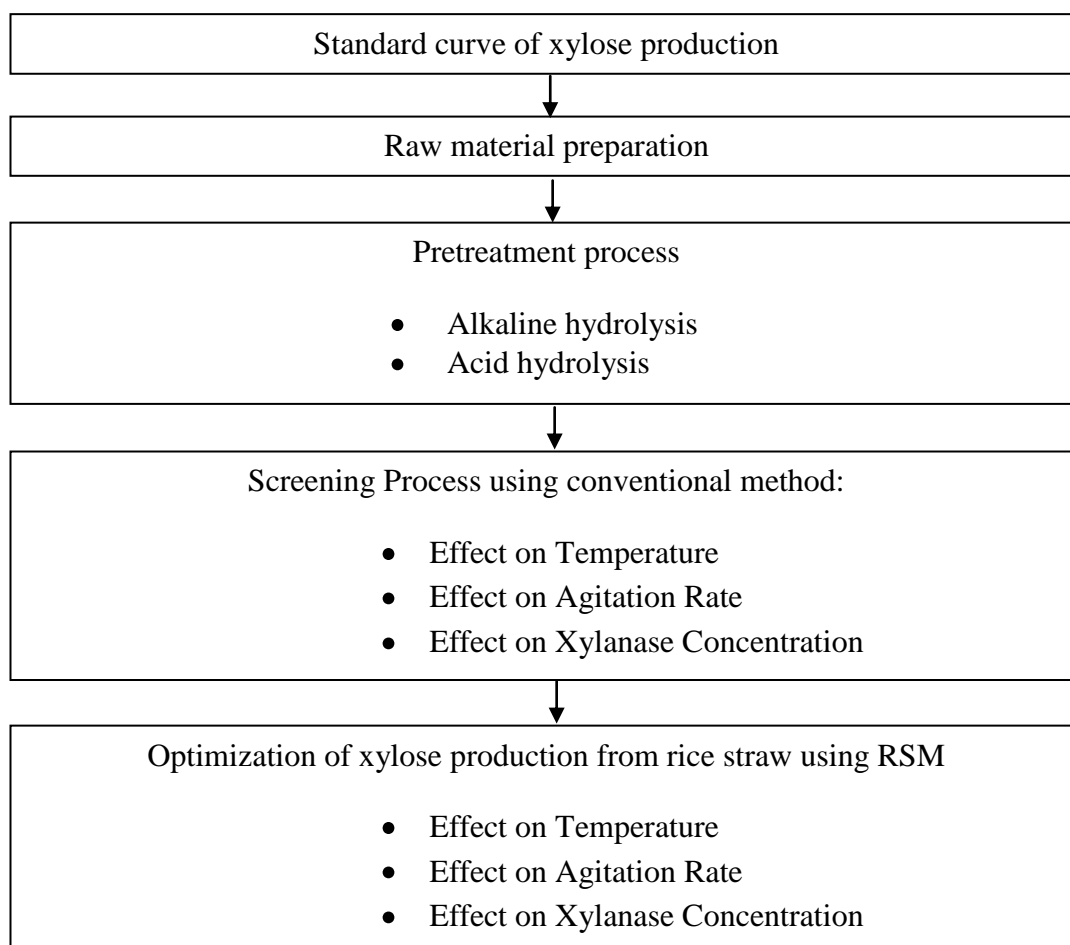 Standard curve of xylose production
Raw material preparation
Pretreatment process
• Alkaline hydrolysis
• Acid hydrolysis
Screening Process using conventional method:
• Effect on Temperature
• Effect on Agitation Rate
• Effect on Xylanase Concentration
Optimization of xylose production from rice straw using RSM
• Effect on Temperature
• Effect on Agitation Rate
• Effect on Xylanase Concentration